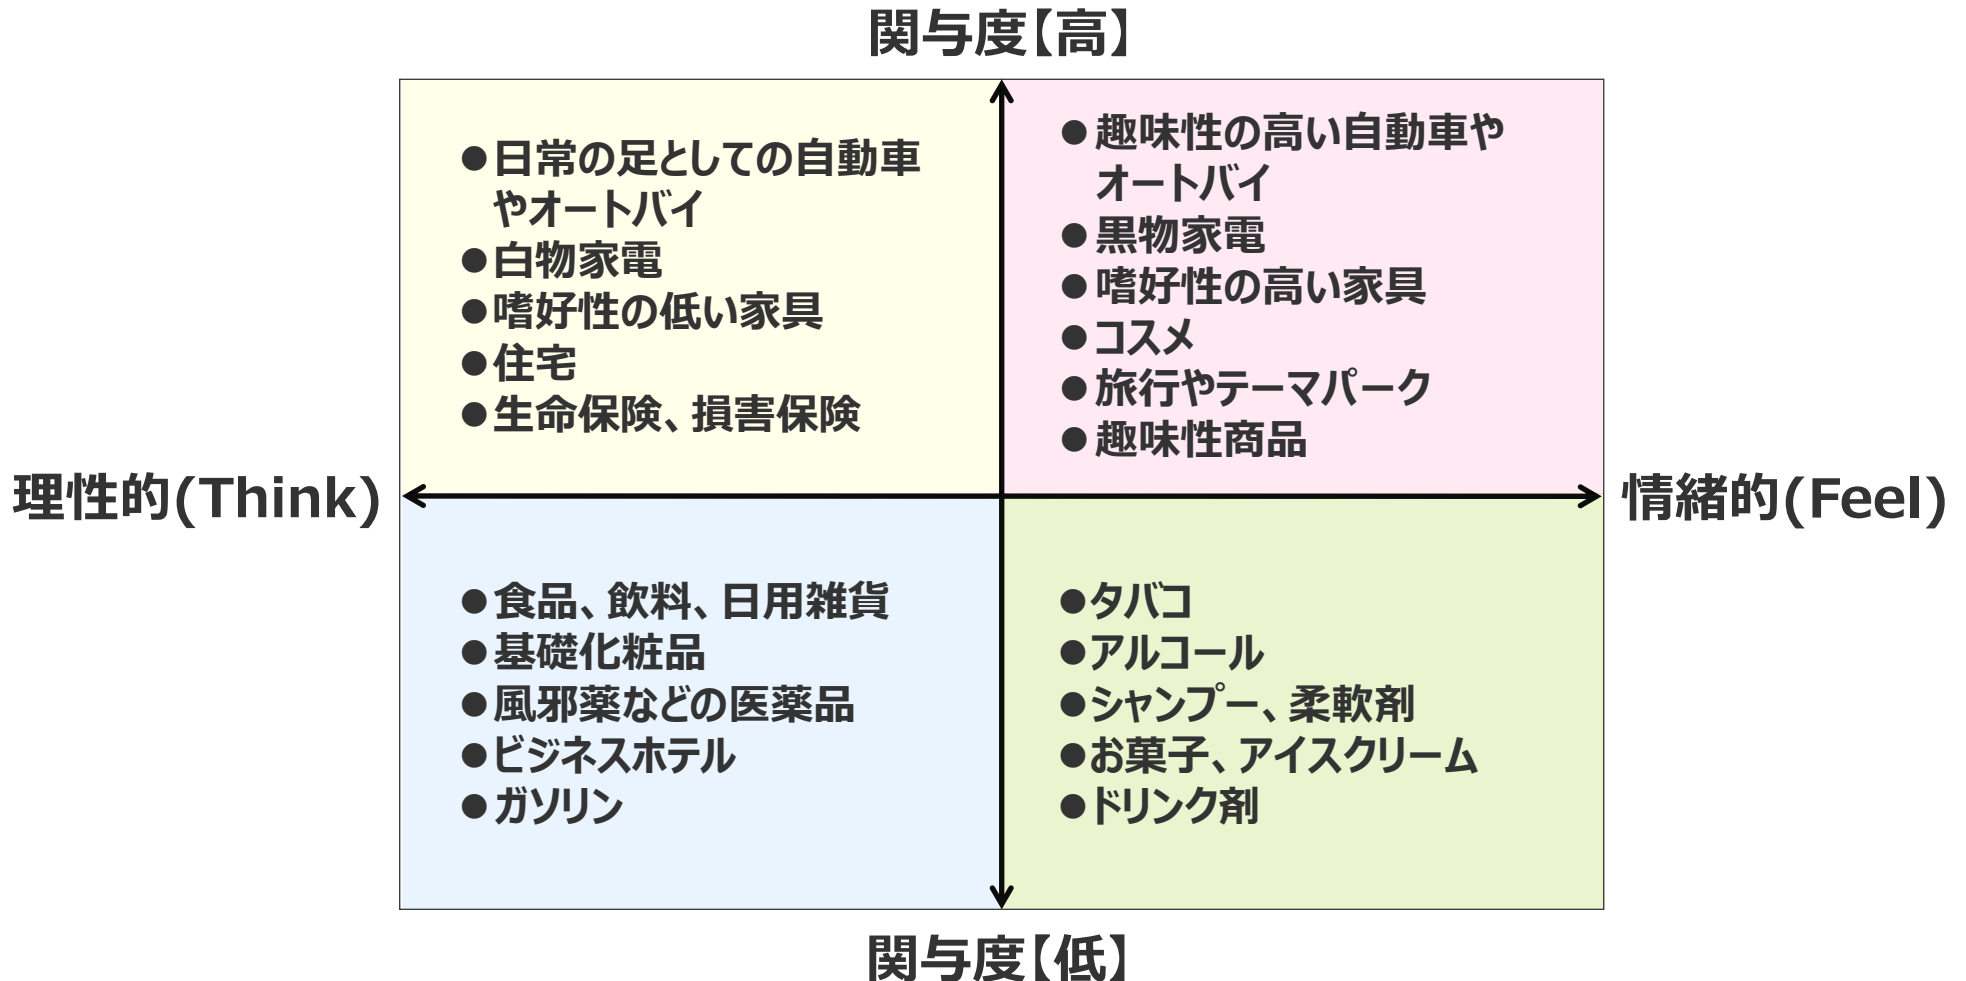 関与度【高】
●日常の足としての自動車
やオートバイ
●白物家電
●嗜好性の低い家具
●住宅
●生命保険、損害保険
●趣味性の高い自動車や
オートバイ
●黒物家電
●嗜好性の高い家具
●コスメ
●旅行やテーマパーク
●趣味性商品
理性的(Think)
情緒的(Feel)
●食品、飲料、日用雑貨
●基礎化粧品
●風邪薬などの医薬品
●ビジネスホテル
●ガソリン
●タバコ
●アルコール
●シャンプー、柔軟剤
●お菓子、アイスクリーム
●ドリンク剤
関与度【低】